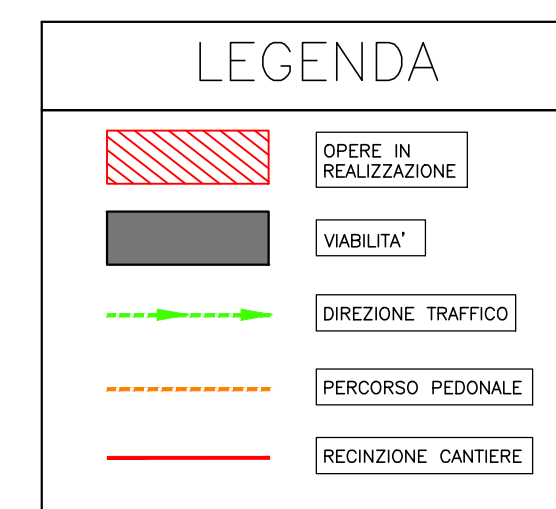 LEGENDA
OPERE IN
REALIZZAZIONE
VIABILITA'
DIREZIONE TRAFFICO
PERCORSO PEDONALE
RECINZIONE CANTIERE